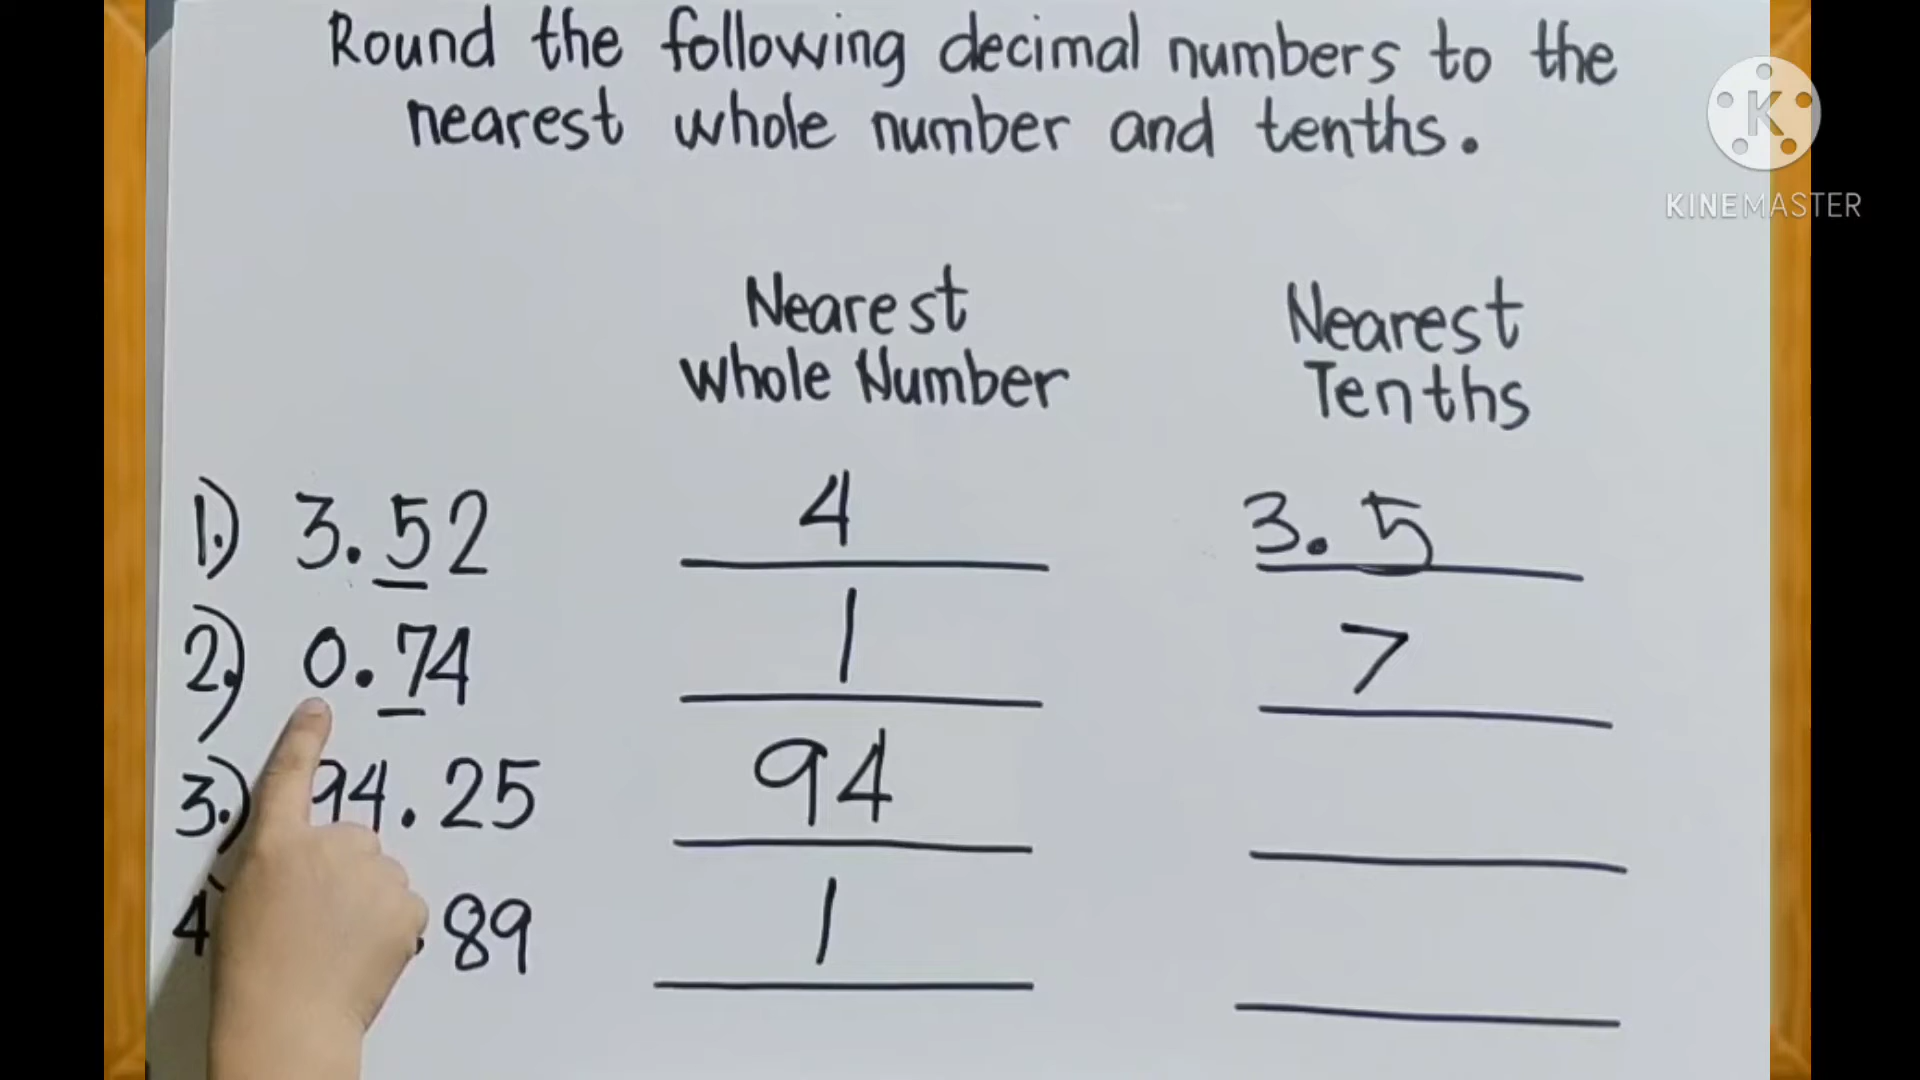 Round the following decimal numbers to the
nearest whole number and tenths.
K
KINEMASTER
Nearest
Whole Number
Nearest
Tenths
1.) 3.52 4 3.5
2.) 0.74 1 7
3.) 94.25 94
4 .89 1